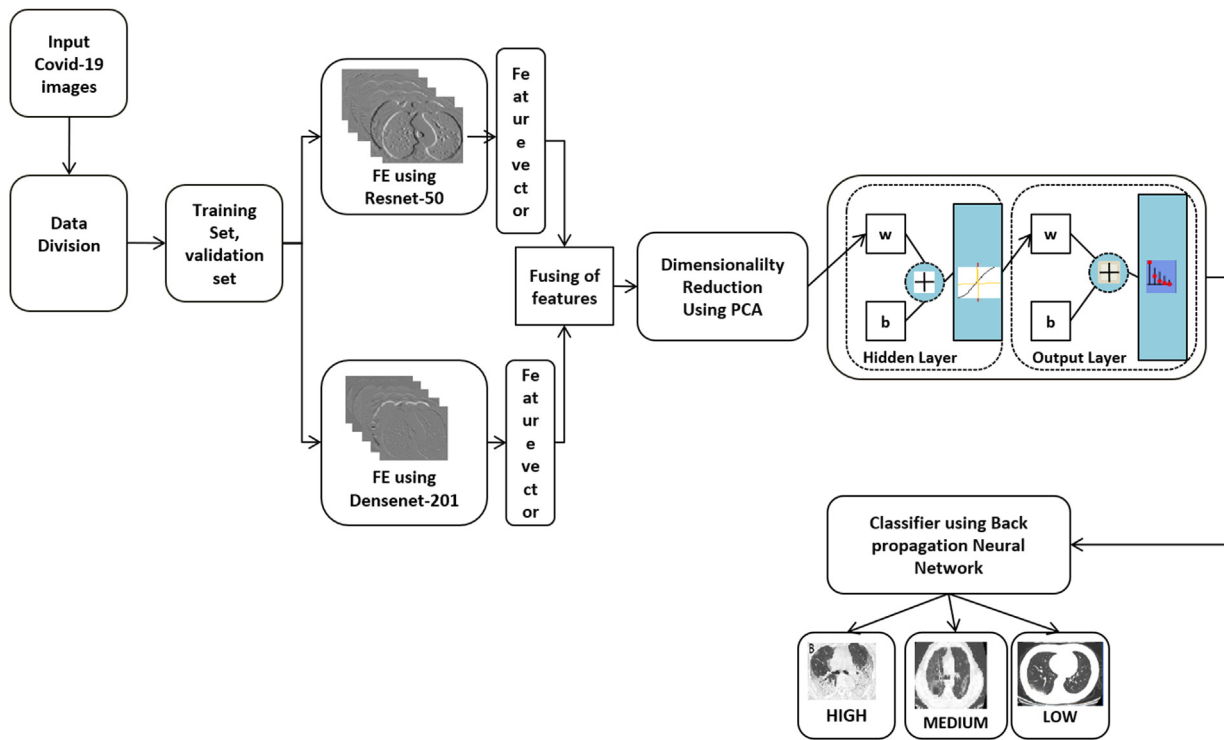 Input
Covid-19
images
Data
Division
Training
Set,
validation
set
FE using
Resnet-50
Fe
at
ur
e
ve
ct
or
FE using
Densenet-201
Fe
at
ur
e
ve
ct
or
Fusing of
features
Dimensionalilty
Reduction
Using PCA
w
b
Hidden Layer
w
b
Output Layer
Classifier using Back
propagation Neural
Network
B
HIGH
MEDIUM
LOW